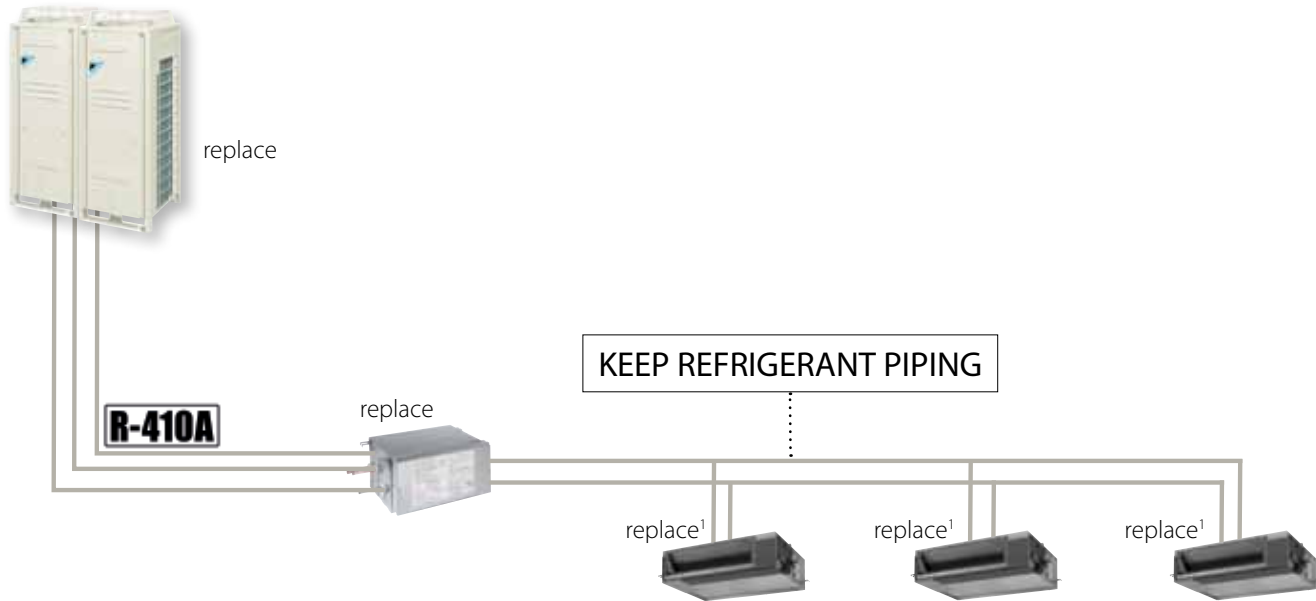 replace
KEEP REFRIGERANT PIPING
replace
R-410A
replace¹
replace¹
replace¹